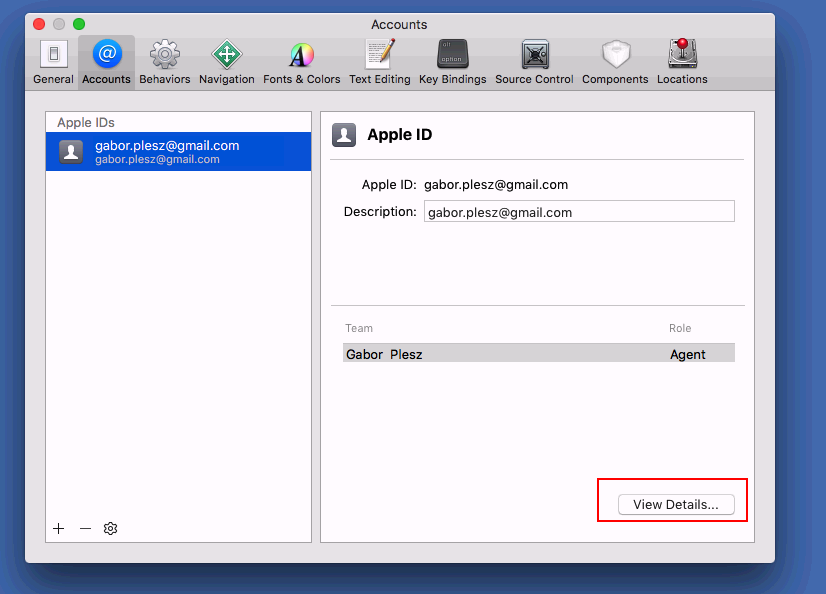 Accounts
General Accounts Behaviors Navigation Fonts & Colors Text Editing Key Bindings Source Control Components Locations
Apple IDs
gabor.plesz@gmail.com
gabor.plesz@gmail.com
Apple ID
Apple ID: gabor.plesz@gmail.com
Description: gabor.plesz@gmail.com
Team Role
Gabor Plesz Agent
View Details...